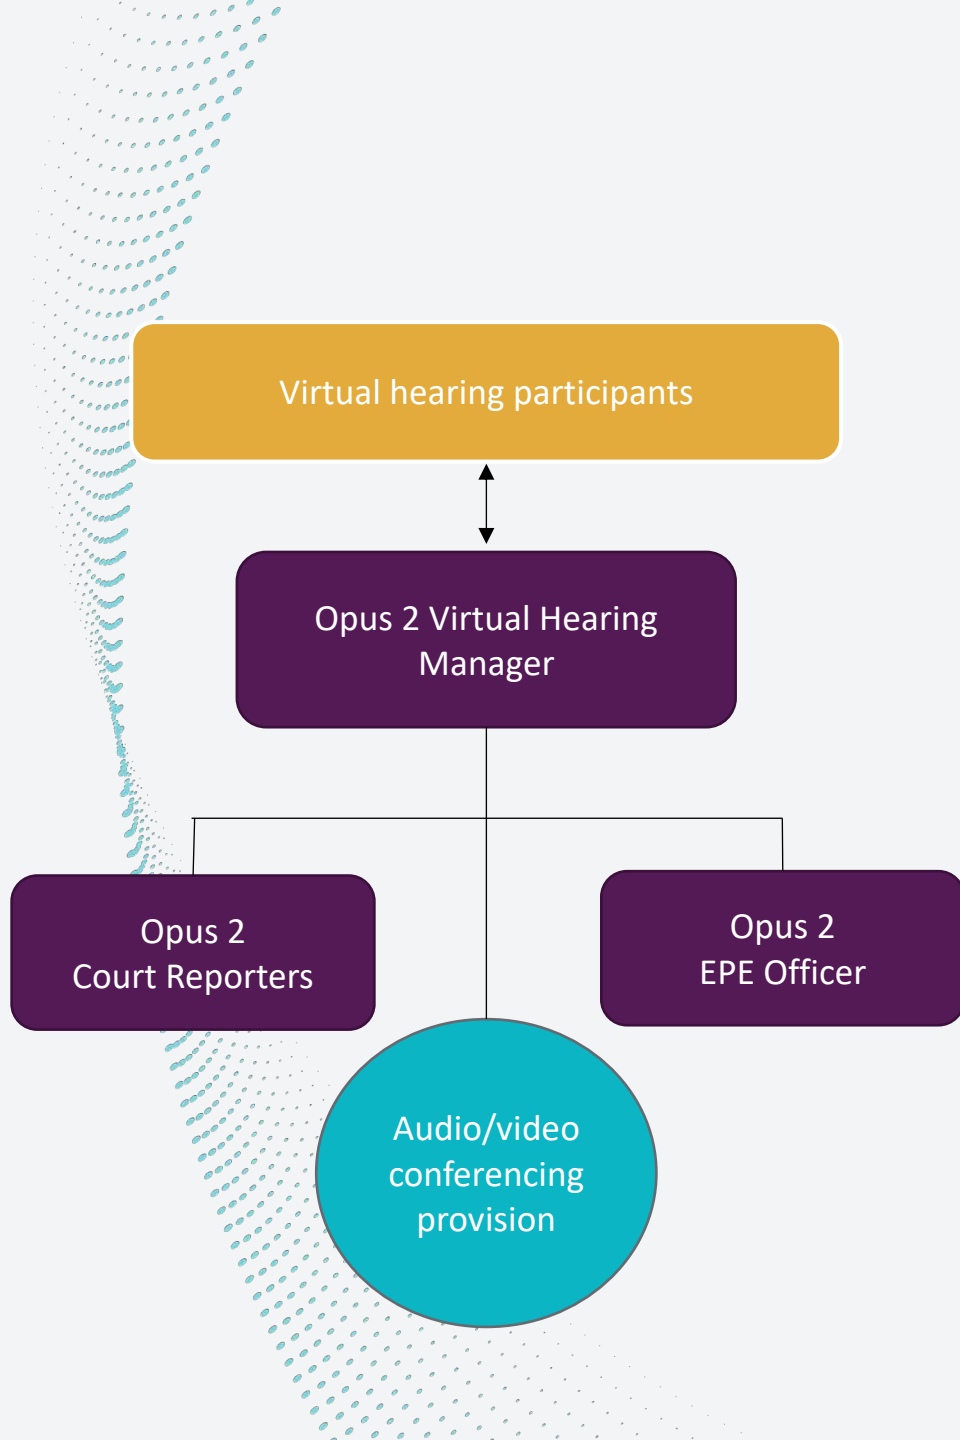 Virtual hearing participants
Opus 2 Virtual Hearing
Manager
Opus 2
Court Reporters
Opus 2
EPE Officer
Audio/video
conferencing
provision